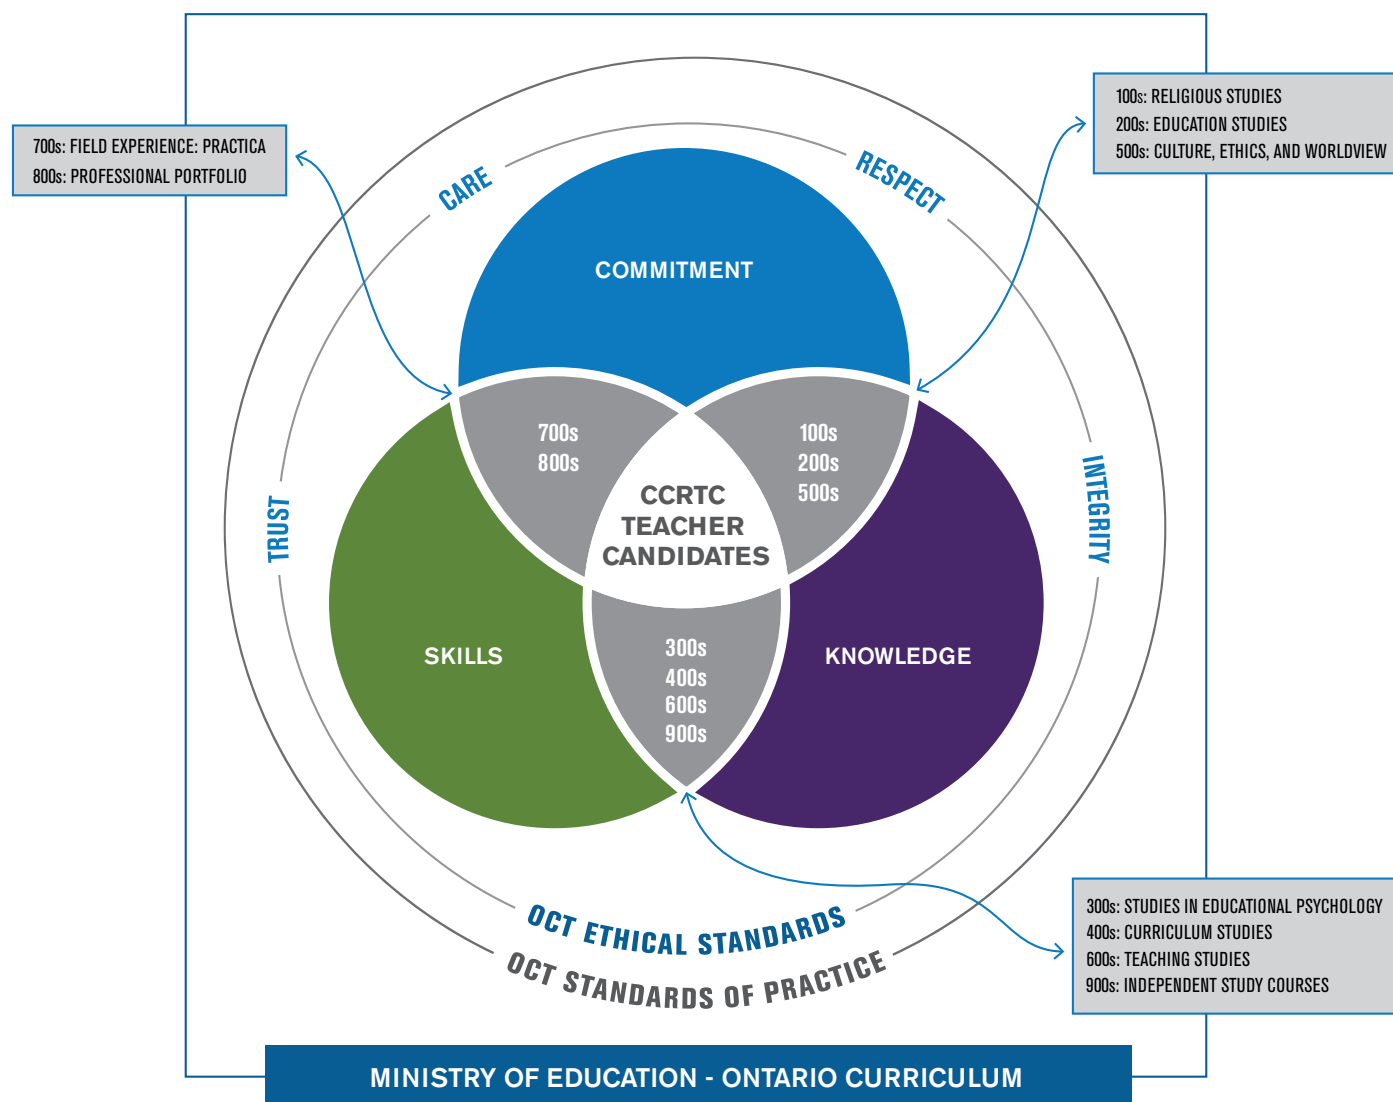 100s: RELIGIOUS STUDIES
200s: EDUCATION STUDIES
500s: CULTURE, ETHICS, AND WORLDVIEW
700s: FIELD EXPERIENCE: PRACTICA
800s: PROFESSIONAL PORTFOLIO
CARE
RESPECT
COMMITMENT
700s
800s
100s
200s
500s
CCRTC
TEACHER
CANDIDATES
TRUST
INTEGRITY
SKILLS
300s
400s
600s
900s
KNOWLEDGE
300s: STUDIES IN EDUCATIONAL PSYCHOLOGY
400s: CURRICULUM STUDIES
600s: TEACHING STUDIES
900s: INDEPENDENT STUDY COURSES
OCT ETHICAL STANDARDS
OCT STANDARDS OF PRACTICE
MINISTRY OF EDUCATION - ONTARIO CURRICULUM